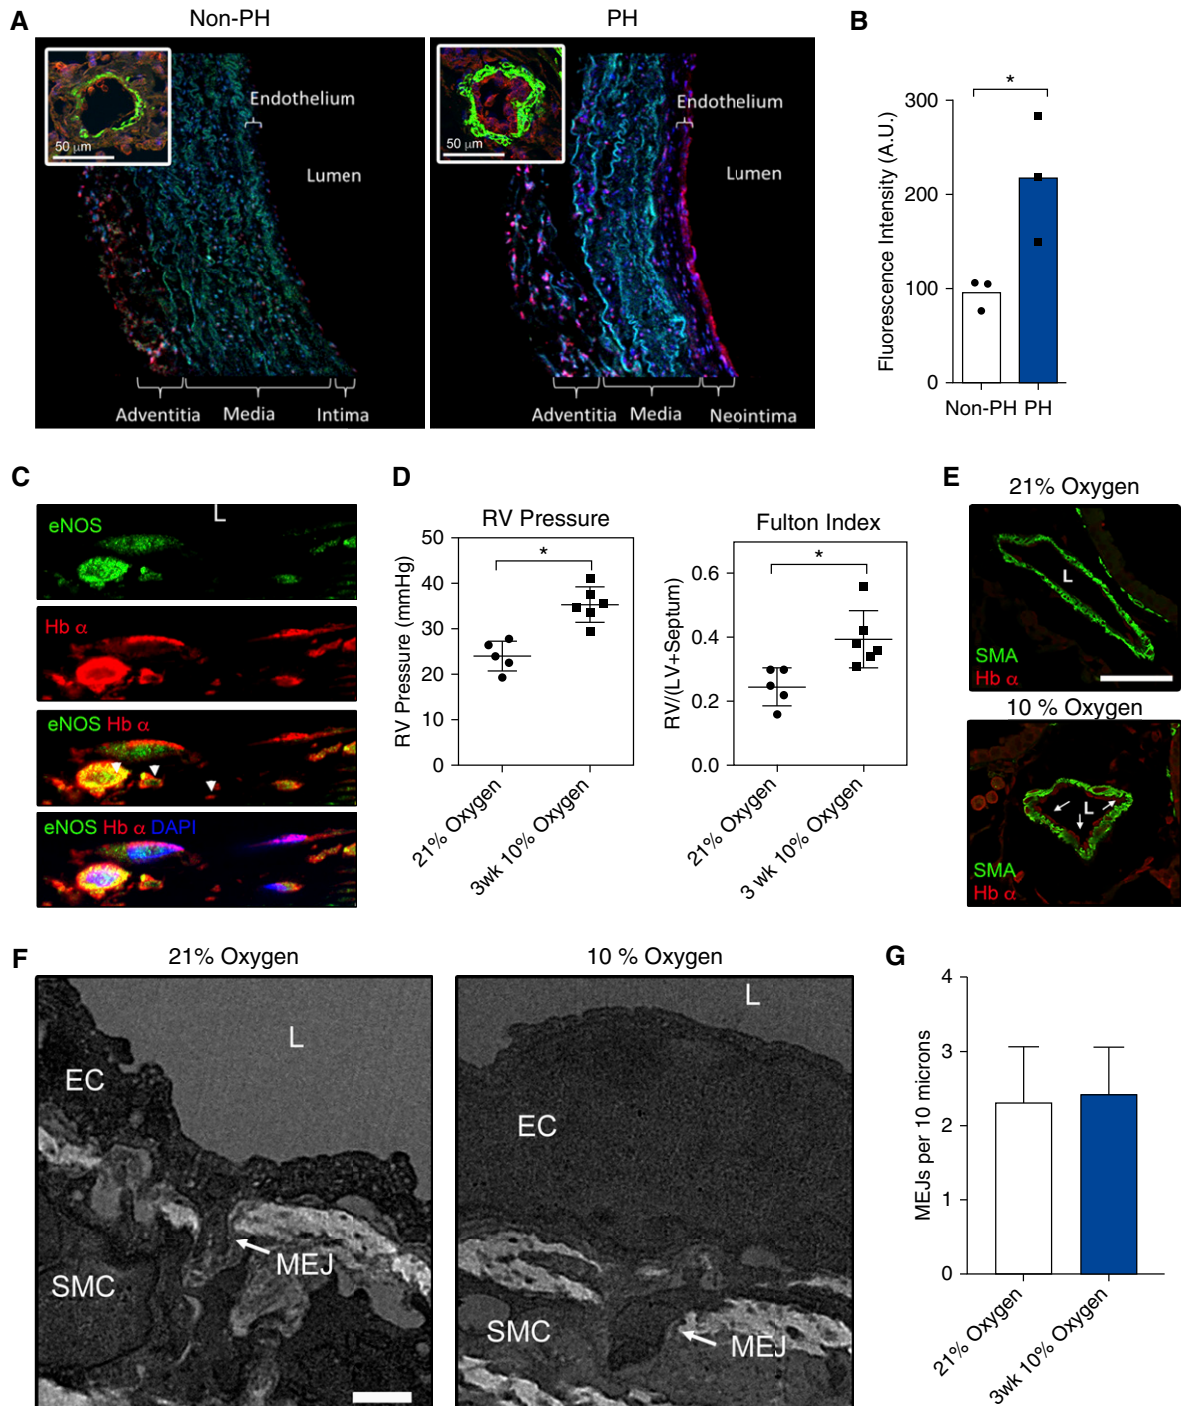 A
Non-PH
PH
50 µm
Endothelium
Lumen
Adventitia
Media
Intima
50 µm
Endothelium
Lumen
Adventitia
Media
Neointima
B
*
Fluorescence Intensity (A.U.)
300
200
100
0
Non-PH
PH
C
L
eNOS
Hb α
eNOS Hb α
eNOS Hb α DAPI
D
RV Pressure
*
RV Pressure (mmHg)
50
40
30
20
10
0
21% Oxygen
3wk 10% Oxygen
Fulton Index
*
RV/(LV+Septum)
0.6
0.4
0.2
0.0
21% Oxygen
3 wk 10% Oxygen
E
21% Oxygen
L
SMA
Hb α
10 % Oxygen
L
SMA
Hb α
F
21% Oxygen
L
EC
MEJ
SMC
10 % Oxygen
L
EC
SMC
MEJ
G
MEJs per 10 microns
4
3
2
1
0
21% Oxygen
3wk 10% Oxygen